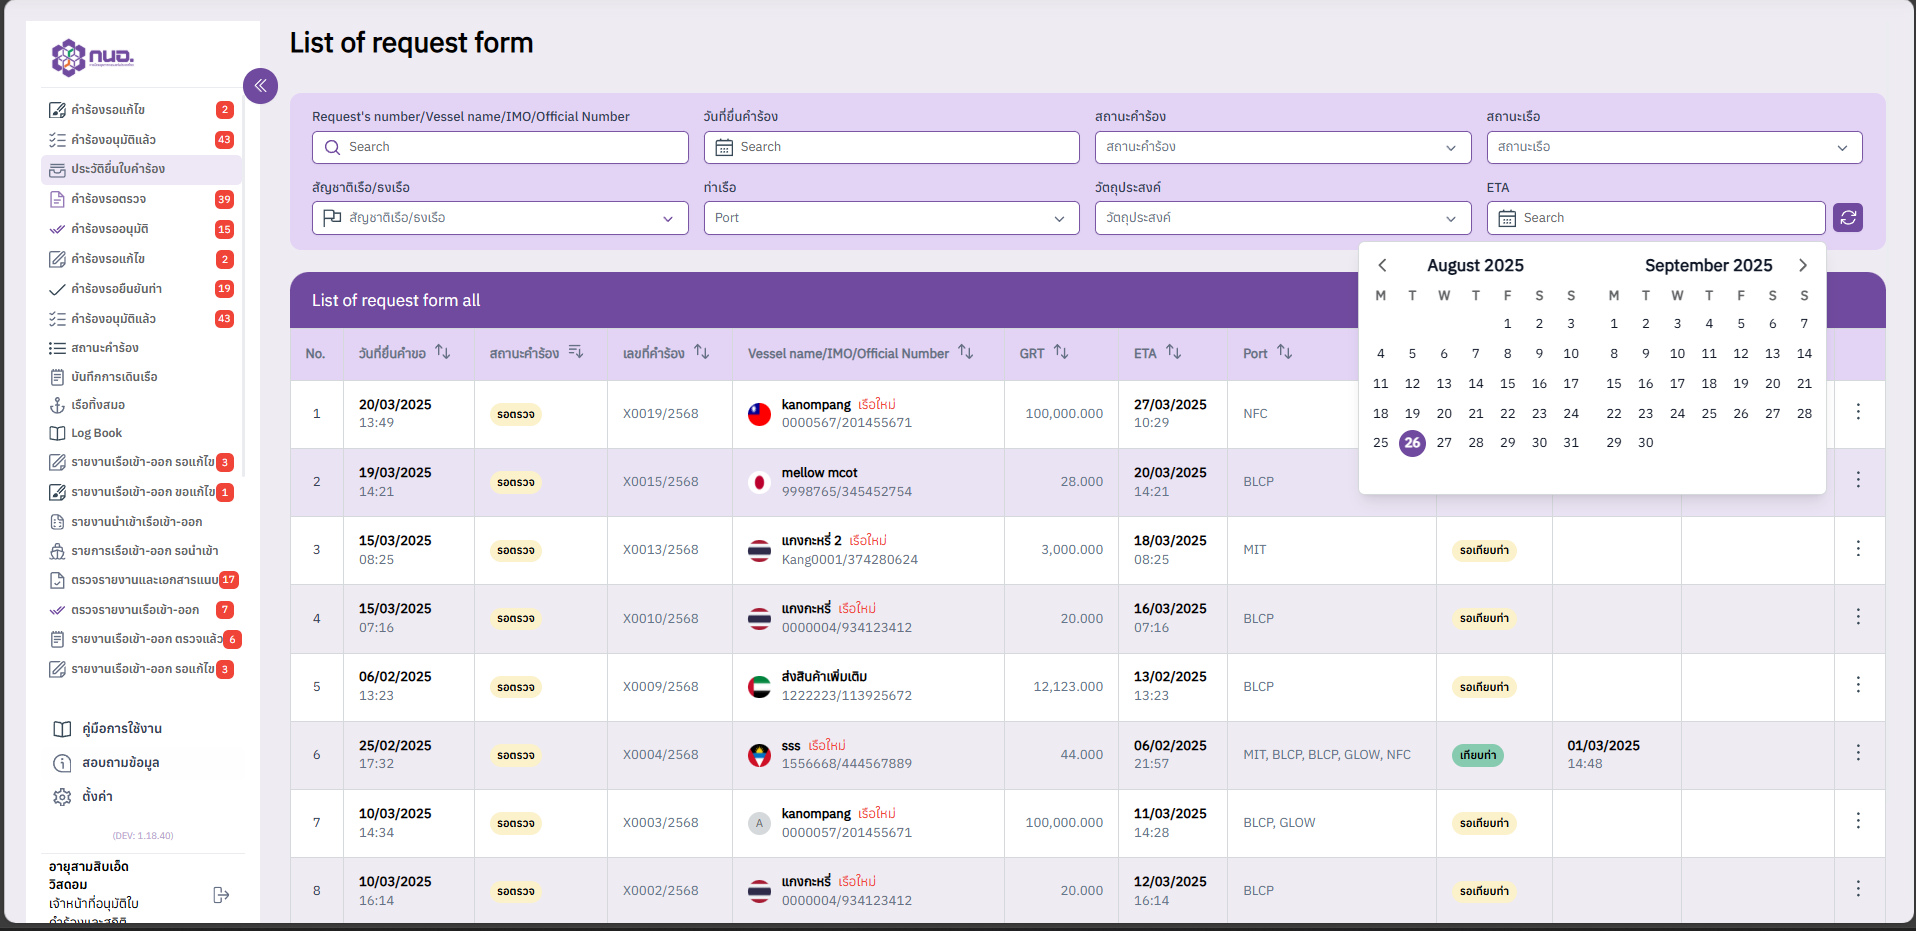 กนอ.
คำร้องรอแก้ไข 2
คำร้องอนุมัติแล้ว 43
ประวัติยื่นใบคำร้อง
คำร้องรอตรวจ 39
คำร้องรออนุมัติ 15
คำร้องรอแก้ไข 2
คำร้องรอยืนยันท่า 19
คำร้องอนุมัติแล้ว 43
สถานะคำร้อง
บันทึกการเดินเรือ
เรือทิ้งสมอ
Log Book
รายงานเรือเข้า-ออก รอแก้ไข 3
รายงานเรือเข้า-ออก ขอแก้ไข 1
รายงานนำเข้าเรือเข้า-ออก
รายการเรือเข้า-ออก รอนำเข้า
ตรวจรายงานและเอกสารแนบ 17
ตรวจรายงานเรือเข้า-ออก 7
รายงานเรือเข้า-ออก ตรวจแล้ว 6
รายงานเรือเข้า-ออก รอแก้ไข 3
คู่มือการใช้งาน
สอบถามข้อมูล
ตั้งค่า
(DEV: 1.18.40)
อายุสามสิบเอ็ด
วิสดอม
เจ้าหน้าที่อนุมัติใบ
คำร้องและสถิติ
List of request form
Request's number/Vessel name/IMO/Official Number
Search
วันที่ยื่นคำร้อง
Search
สถานะคำร้อง
สถานะคำร้อง
สถานะเรือ
สถานะเรือ
สัญชาติเรือ/ธงเรือ
สัญชาติเรือ/ธงเรือ
ท่าเรือ
Port
วัตถุประสงค์
วัตถุประสงค์
ETA
Search
August 2025
M T W T F S S
1 2 3
4 5 6 7 8 9 10
11 12 13 14 15 16 17
18 19 20 21 22 23 24
25 26 27 28 29 30 31
September 2025
M T W T F S S
1 2 3 4 5 6 7
8 9 10 11 12 13 14
15 16 17 18 19 20 21
22 23 24 25 26 27 28
29 30
List of request form all
No. วันที่ยื่นคำขอ สถานะคำร้อง เลขที่คำร้อง Vessel name/IMO/Official Number GRT ETA Port
1 20/03/2025 13:49 รอตรวจ X0019/2568 kanompang เรือใหม่ 0000567/201455671 100,000.000 27/03/2025 10:29 NFC
2 19/03/2025 14:21 รอตรวจ X0015/2568 mellow mcot 9998765/345452754 28.000 20/03/2025 14:21 BLCP
3 15/03/2025 08:25 รอตรวจ X0013/2568 แกงกะหรี่ 2 เรือใหม่ Kang0001/374280624 3,000.000 18/03/2025 08:25 MIT รอเทียบท่า
4 15/03/2025 07:16 รอตรวจ X0010/2568 แกงกะหรี่ เรือใหม่ 0000004/934123412 20.000 16/03/2025 07:16 BLCP รอเทียบท่า
5 06/02/2025 13:23 รอตรวจ X0009/2568 ส่งสินค้าเพิ่มเติม 1222223/113925672 12,123.000 13/02/2025 13:23 BLCP รอเทียบท่า
6 25/02/2025 17:32 รอตรวจ X0004/2568 sss เรือใหม่ 1556668/444567889 44.000 06/02/2025 21:57 MIT, BLCP, BLCP, GLOW, NFC เทียบท่า 01/03/2025 14:48
7 10/03/2025 14:34 รอตรวจ X0003/2568 A kanompang เรือใหม่ 0000057/201455671 100,000.000 11/03/2025 14:28 BLCP, GLOW รอเทียบท่า
8 10/03/2025 16:14 รอตรวจ X0002/2568 แกงกะหรี่ เรือใหม่ 0000004/934123412 20.000 12/03/2025 16:14 BLCP รอเทียบท่า